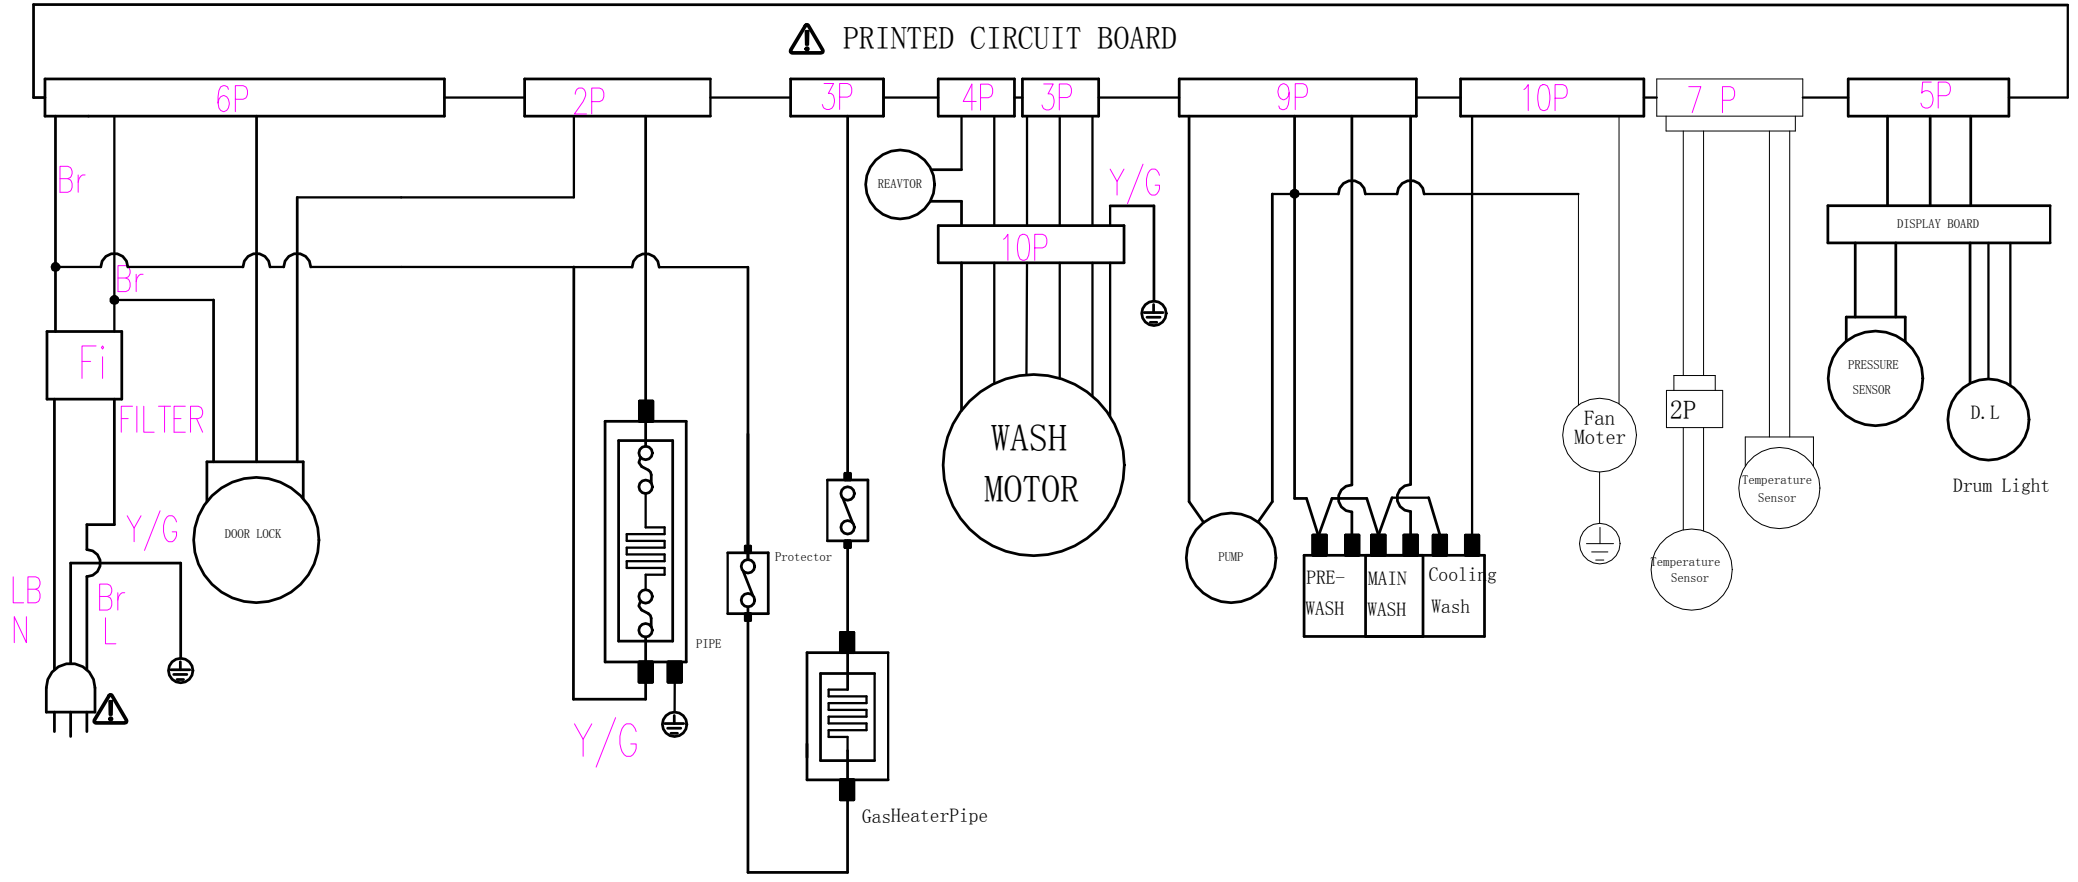 PRINTED CIRCUIT BOARD
6P
2P
3P
4P
3P
9P
10P
7 P
5P
Br
REAVTOR
Y/G
10P
DISPLAY BOARD
Br
Fi
FILTER
PRESSURE
SENSOR
2P
Fan
Moter
D.L
WASH
MOTOR
Temperature
Sensor
Drum Light
Y/G
DOOR LOCK
Protector
PUMP
Temperature
Sensor
PRE-
WASH
MAIN
WASH
Cooling
Wash
LB
N
Br
L
PIPE
Y/G
GasHeaterPipe